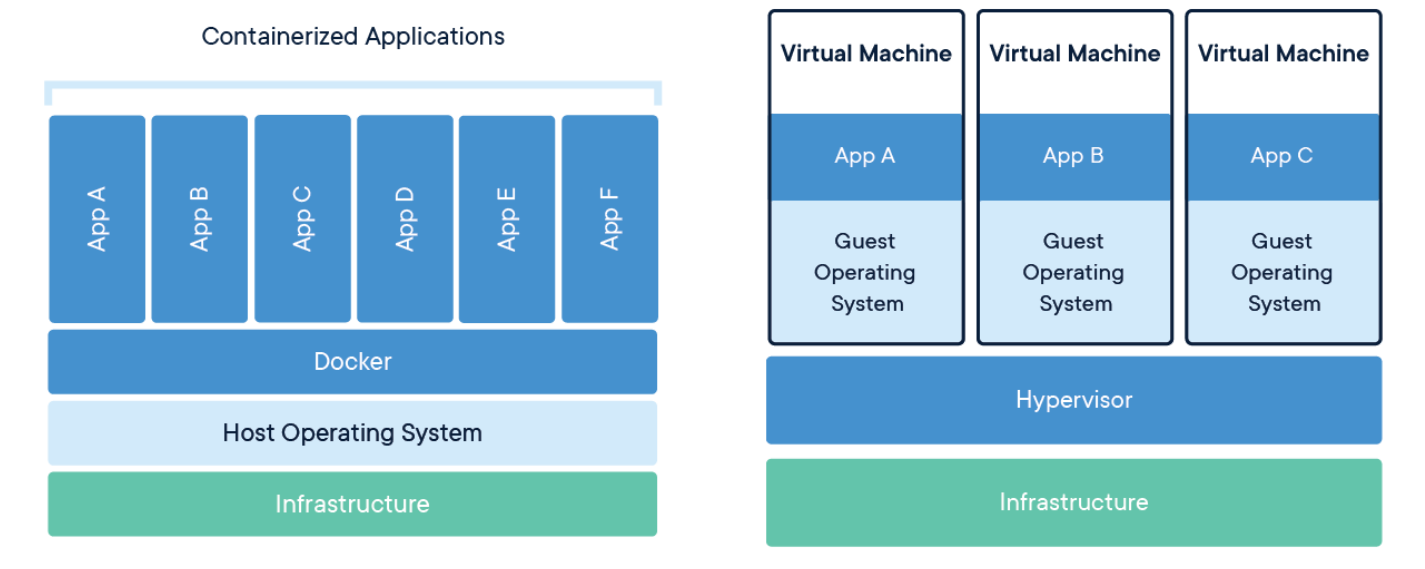 Containerized Applications
App A
App B
App C
App D
App E
App F
Docker
Host Operating System
Infrastructure
Virtual Machine
App A
Guest
Operating
System
Virtual Machine
App B
Guest
Operating
System
Virtual Machine
App C
Guest
Operating
System
Hypervisor
Infrastructure